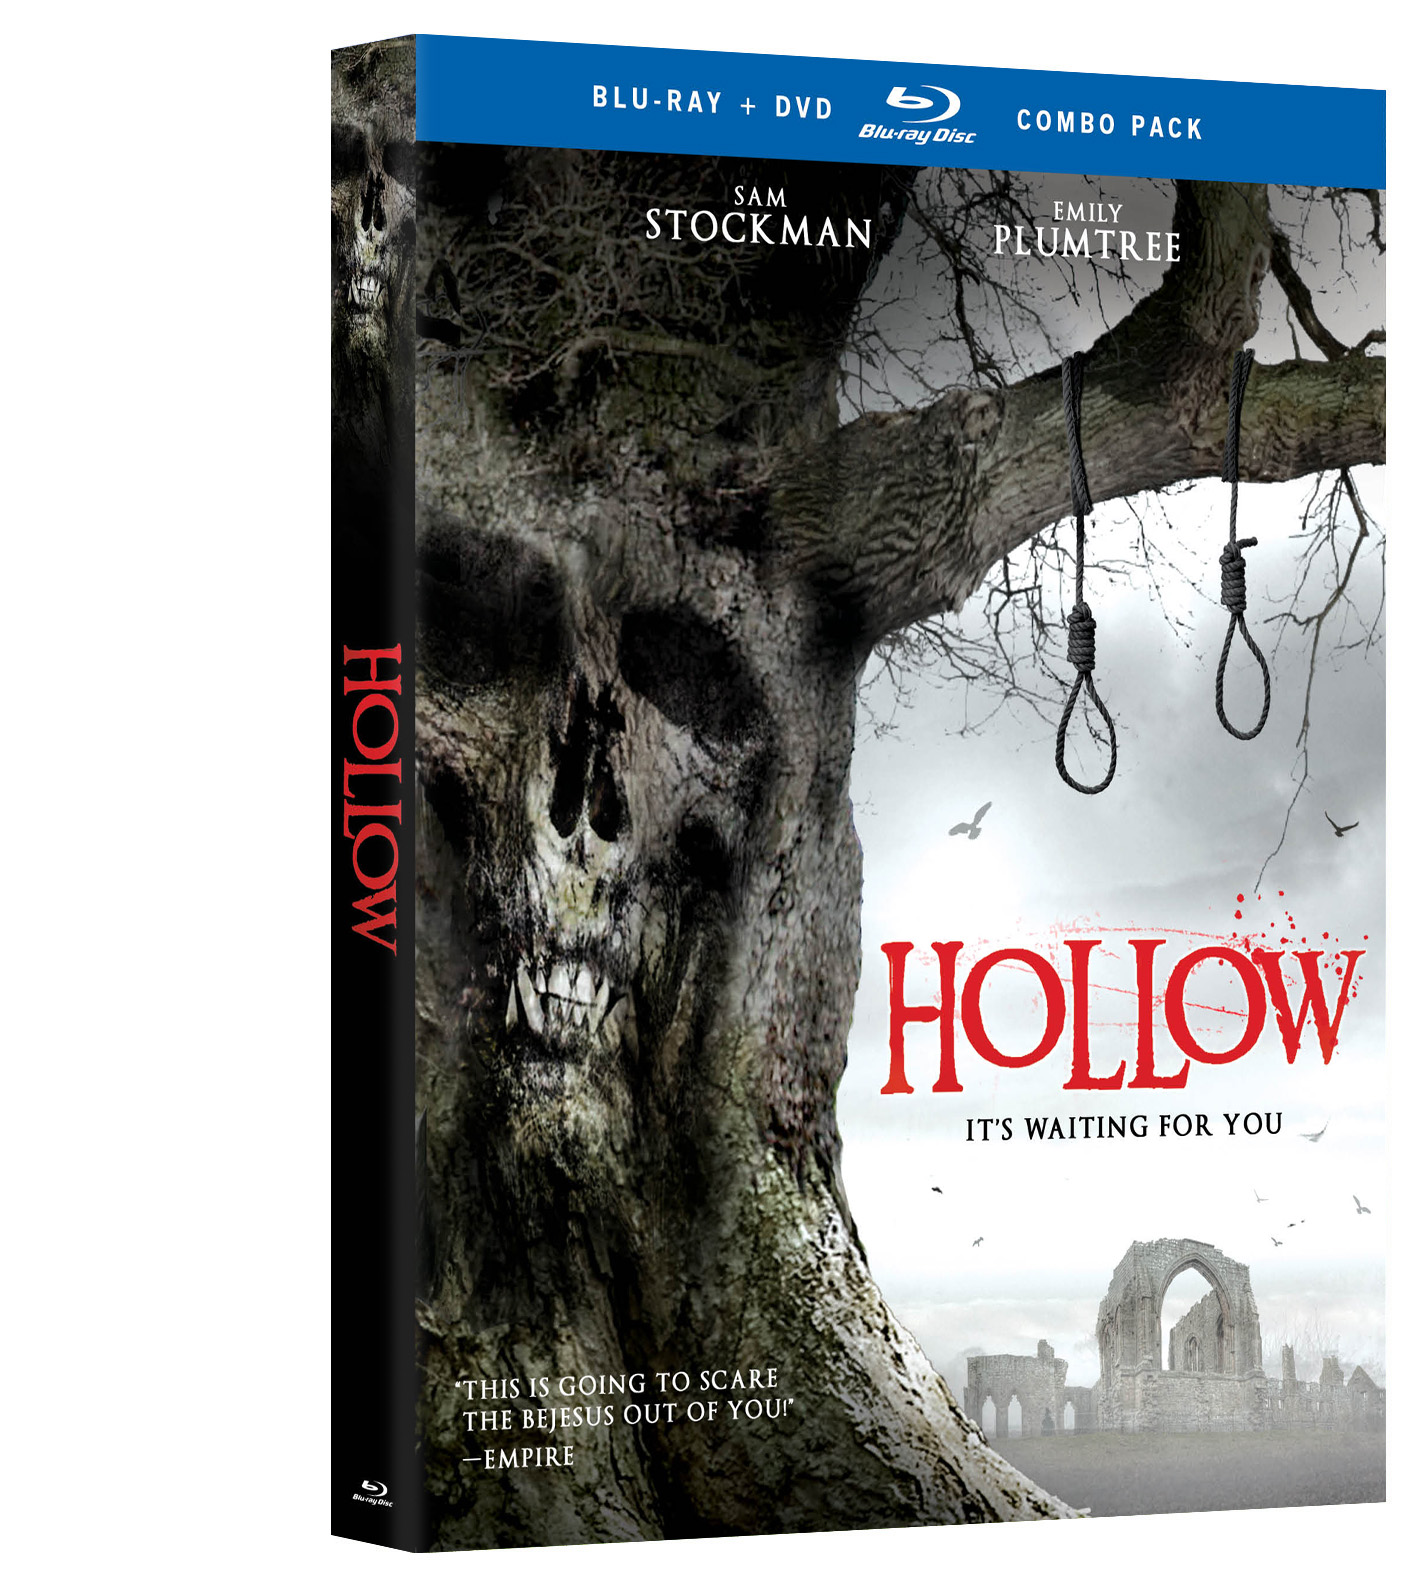 BLU-RAY + DVD Blu-ray Disc COMBO PACK
SAM
STOCKMAN
EMILY
PLUMTREE
HOLLOW
HOLLOW
IT'S WAITING FOR YOU
“THIS IS GOING TO SCARE
THE BEJESUS OUT OF YOU!”
—EMPIRE
Blu-ray Disc